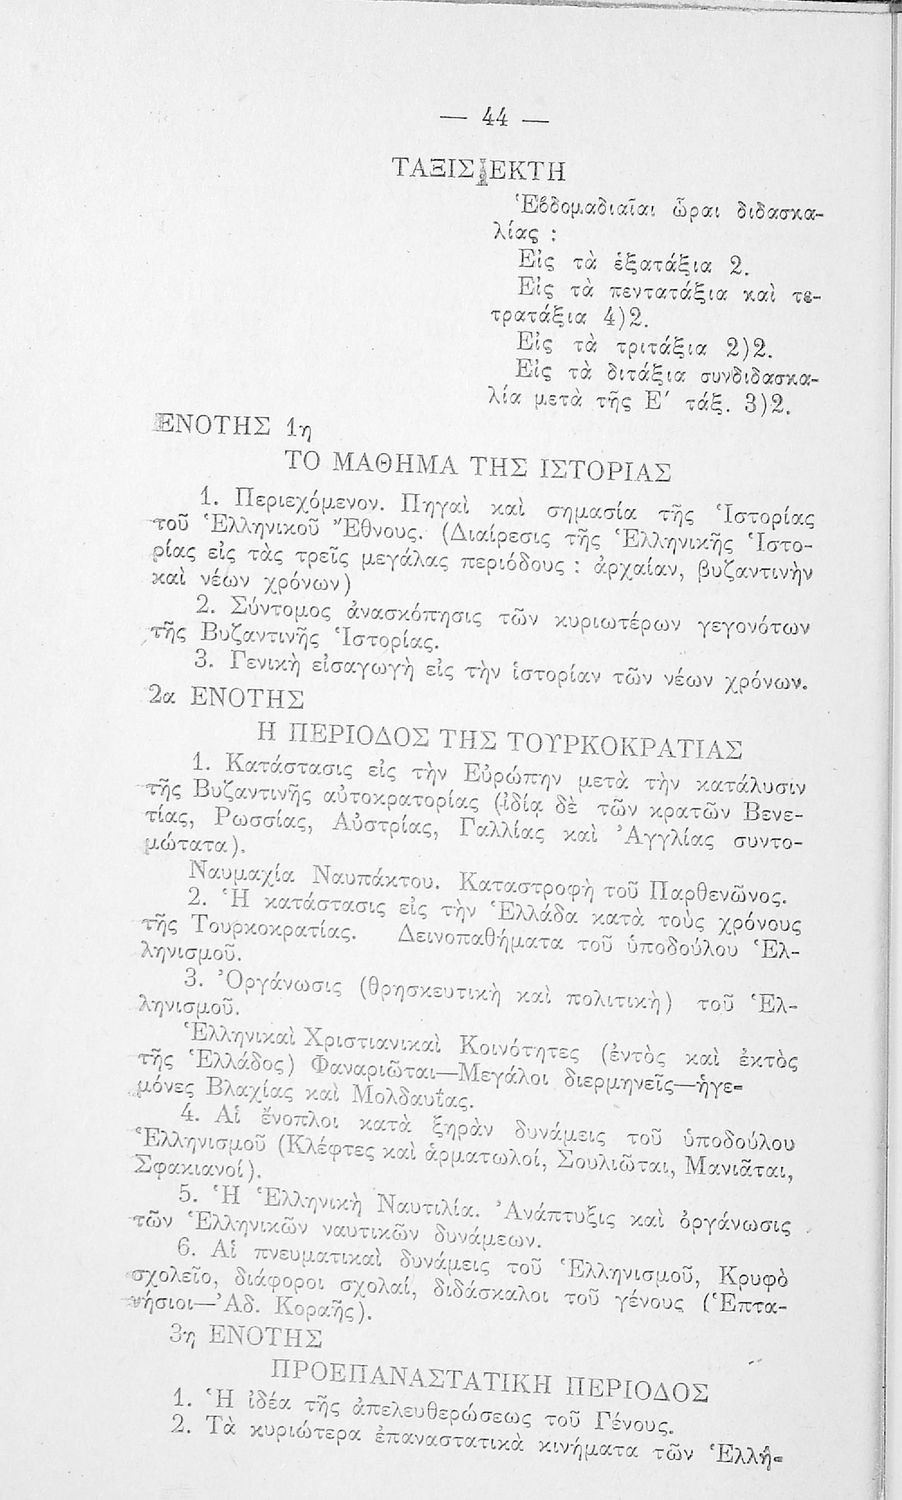 — 44 —
ΤΑΞΙΣ ΕΚΤΗ
Ἑβδομαδιαῖαι ὧραι διδασκα-
λίας :
Εἰς τὰ ἑξατάξια 2.
Εἰς τὰ πεντατάξια καὶ τε-
τρατάξια 4)2.
Εἰς τὰ τριτάξια 2)2.
Εἰς τὰ διτάξια συνδιδασκα-
λία μετὰ τῆς Ε΄ τάξ. 3)2.
ΕΝΟΤΗΣ 1η
ΤΟ ΜΑΘΗΜΑ ΤΗΣ ΙΣΤΟΡΙΑΣ
1. Περιεχόμενον. Πηγαὶ καὶ σημασία τῆς Ἱστορίας
τοῦ Ἑλληνικοῦ Ἔθνους. (Διαίρεσις τῆς Ἑλληνικῆς Ἱστο-
ρίας εἰς τὰς τρεῖς μεγάλας περιόδους : ἀρχαίαν, βυζαντινὴν
καὶ νέων χρόνων)
2. Σύντομος ἀνασκόπησις τῶν κυριωτέρων γεγονότων
τῆς Βυζαντινῆς Ἱστορίας.
3. Γενικὴ εἰσαγωγὴ εἰς τὴν ἱστορίαν τῶν νέων χρόνων.
2α ΕΝΟΤΗΣ
Η ΠΕΡΙΟΔΟΣ ΤΗΣ ΤΟΥΡΚΟΚΡΑΤΙΑΣ
1. Κατάστασις εἰς τὴν Εὐρώπην μετὰ τὴν κατάλυσιν
τῆς Βυζαντινῆς αὐτοκρατορίας (ἰδίᾳ δὲ τῶν κρατῶν Βενε-
τίας, Ρωσσίας, Αὐστρίας, Γαλλίας καὶ Ἀγγλίας συντο-
μώτατα).
Ναυμαχία Ναυπάκτου. Καταστροφὴ τοῦ Παρθενῶνος.
2. Ἡ κατάστασις εἰς τὴν Ἑλλάδα κατὰ τοὺς χρόνους
τῆς Τουρκοκρατίας. Δεινοπαθήματα τοῦ ὑποδούλου Ἑλ-
ληνισμοῦ.
3. Ὀργάνωσις (θρησκευτικὴ καὶ πολιτικὴ) τοῦ Ἑλ-
ληνισμοῦ.
Ἑλληνικαὶ Χριστιανικαὶ Κοινότητες (ἐντὸς καὶ ἐκτὸς
τῆς Ἑλλάδος) Φαναριῶται—Μεγάλοι διερμηνεῖς—ἡγε-
μόνες Βλαχίας καὶ Μολδαυΐας.
4. Αἱ ἔνοπλοι κατὰ ξηρὰν δυνάμεις τοῦ ὑποδούλου
Ἑλληνισμοῦ (Κλέφτες καὶ ἁρματωλοί, Σουλιῶται, Μανιᾶται,
Σφακιανοί).
5. Ἡ Ἑλληνικὴ Ναυτιλία. Ἀνάπτυξις καὶ ὀργάνωσις
τῶν Ἑλληνικῶν ναυτικῶν δυνάμεων.
6. Αἱ πνευματικαὶ δυνάμεις τοῦ Ἑλληνισμοῦ, Κρυφὸ
σχολεῖο, διάφοροι σχολαί, διδάσκαλοι τοῦ γένους (Ἑπτα-
νήσιοι—Ἀδ. Κοραῆς).
3η ΕΝΟΤΗΣ
ΠΡΟΕΠΑΝΑΣΤΑΤΙΚΗ ΠΕΡΙΟΔΟΣ
1. Ἡ ἰδέα τῆς ἀπελευθερώσεως τοῦ Γένους.
2. Τὰ κυριώτερα ἐπαναστατικὰ κινήματα τῶν Ἑλλή-